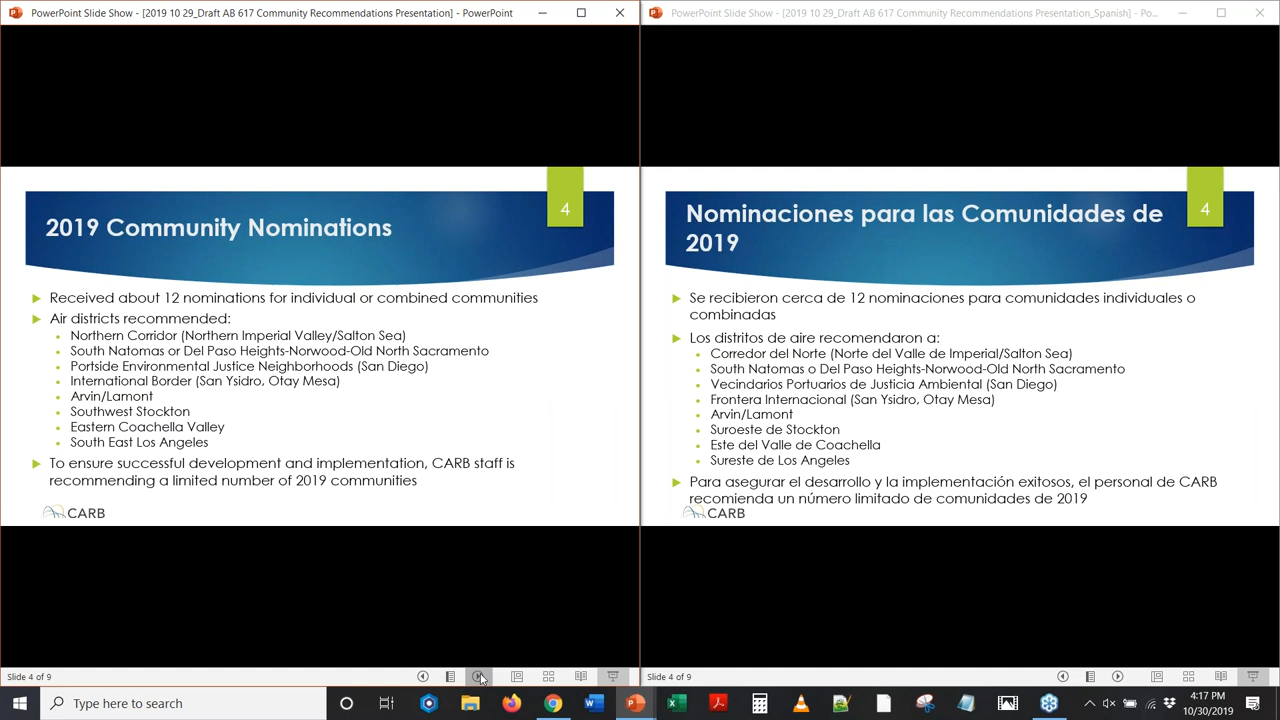 PowerPoint Slide Show - [2019 10 29_Draft AB 617 Community Recommendations Presentation] - PowerPoint
4
2019 Community Nominations
Received about 12 nominations for individual or combined communities
Air districts recommended:
Northern Corridor (Northern Imperial Valley/Salton Sea)
South Natomas or Del Paso Heights-Norwood-Old North Sacramento
Portside Environmental Justice Neighborhoods (San Diego)
International Border (San Ysidro, Otay Mesa)
Arvin/Lamont
Southwest Stockton
Eastern Coachella Valley
South East Los Angeles
To ensure successful development and implementation, CARB staff is
recommending a limited number of 2019 communities
CARB
Slide 4 of 9
PowerPoint Slide Show - [2019 10 29_Draft AB 617 Community Recommendations Presentation_Spanish] - Po...
4
Nominaciones para las Comunidades de
2019
Se recibieron cerca de 12 nominaciones para comunidades individuales o
combinadas
Los distritos de aire recomendaron a:
Corredor del Norte (Norte del Valle de Imperial/Salton Sea)
South Natomas o Del Paso Heights-Norwood-Old North Sacramento
Vecindarios Portuarios de Justicia Ambiental (San Diego)
Frontera Internacional (San Ysidro, Otay Mesa)
Arvin/Lamont
Suroeste de Stockton
Este del Valle de Coachella
Sureste de Los Angeles
Para asegurar el desarrollo y la implementación exitosos, el personal de CARB
recomienda un número limitado de comunidades de 2019
CARB
Slide 4 of 9
Type here to search
4:17 PM
10/30/2019